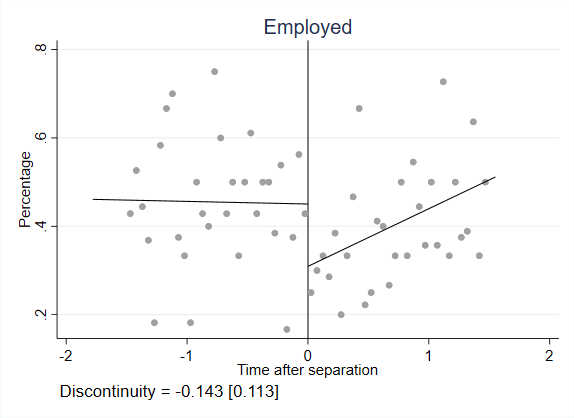 Employed
Percentage
.8
.6
.4
.2
-2 -1 0 1 2
Time after separation
Discontinuity = -0.143 [0.113]